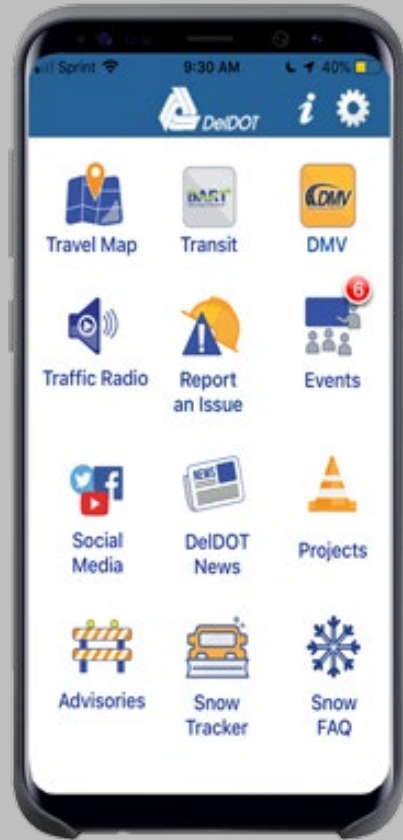 Sprint 9:30 AM 40%
DelDOT i
DART DMV
Travel Map Transit DMV
6
Traffic Radio Report
an Issue Events
NEWS
Social
Media DelDOT
News Projects
Advisories Snow
Tracker Snow
FAQ